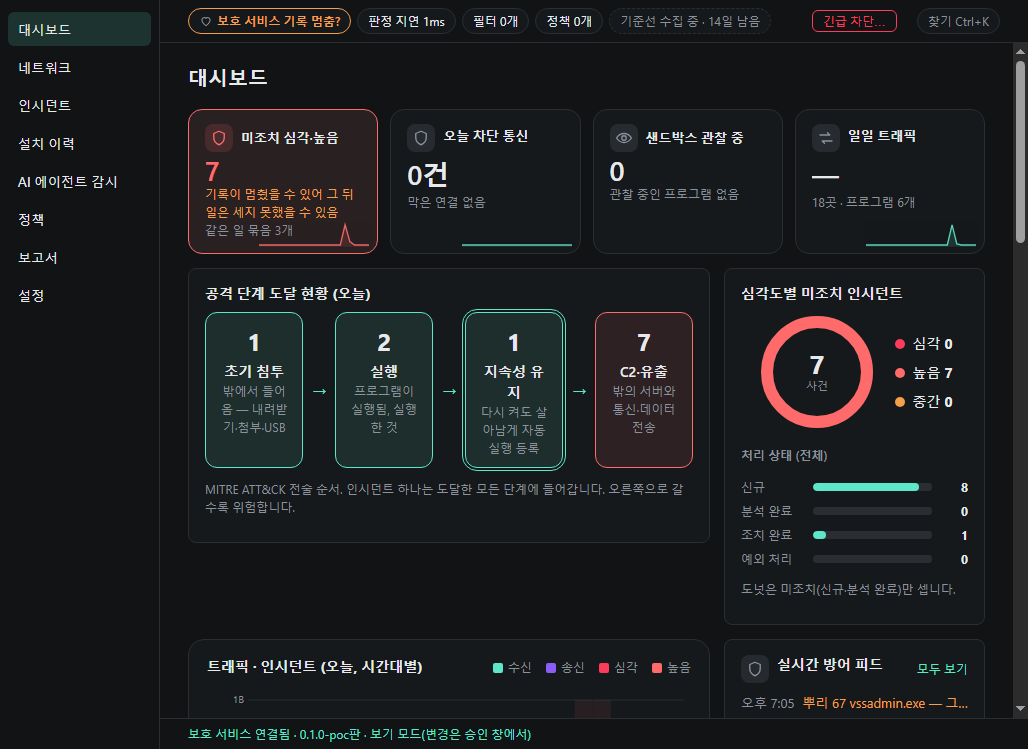 대시보드
네트워크
인시던트
설치 이력
AI 에이전트 감시
정책
보고서
설정
보호 서비스 기록 멈춤?
판정 지연 1ms
필터 0개
정책 0개
기준선 수집 중 · 14일 남음
긴급 차단...
찾기 Ctrl+K
대시보드
미조치 심각·높음
7
기록이 멈췄을 수 있어 그 뒤
일은 세지 못했을 수 있음
같은 일 묶음 3개
오늘 차단 통신
0건
막은 연결 없음
샌드박스 관찰 중
0
관찰 중인 프로그램 없음
일일 트래픽
—
18곳 · 프로그램 6개
공격 단계 도달 현황 (오늘)
1
초기 침투
밖에서 들어
옴 — 내려받
기·첨부·USB
→
2
실행
프로그램이
실행됨, 실행
한 것
→
1
지속성 유
지
다시 켜도 살
아남게 자동
실행 등록
→
7
C2·유출
밖의 서버와
통신·데이터
전송
MITRE ATT&CK 전술 순서. 인시던트 하나는 도달한 모든 단계에 들어갑니다. 오른쪽으로 갈
수록 위험합니다.
심각도별 미조치 인시던트
7
사건
심각 0
높음 7
중간 0
처리 상태 (전체)
신규 8
분석 완료 0
조치 완료 1
예외 처리 0
도넛은 미조치(신규·분석 완료)만 셉니다.
트래픽 · 인시던트 (오늘, 시간대별)
수신
송신
심각
높음
1B
실시간 방어 피드
모두 보기
오후 7:05 뿌리 67 vssadmin.exe — 그...
보호 서비스 연결됨 · 0.1.0-poc판 · 보기 모드(변경은 승인 창에서)